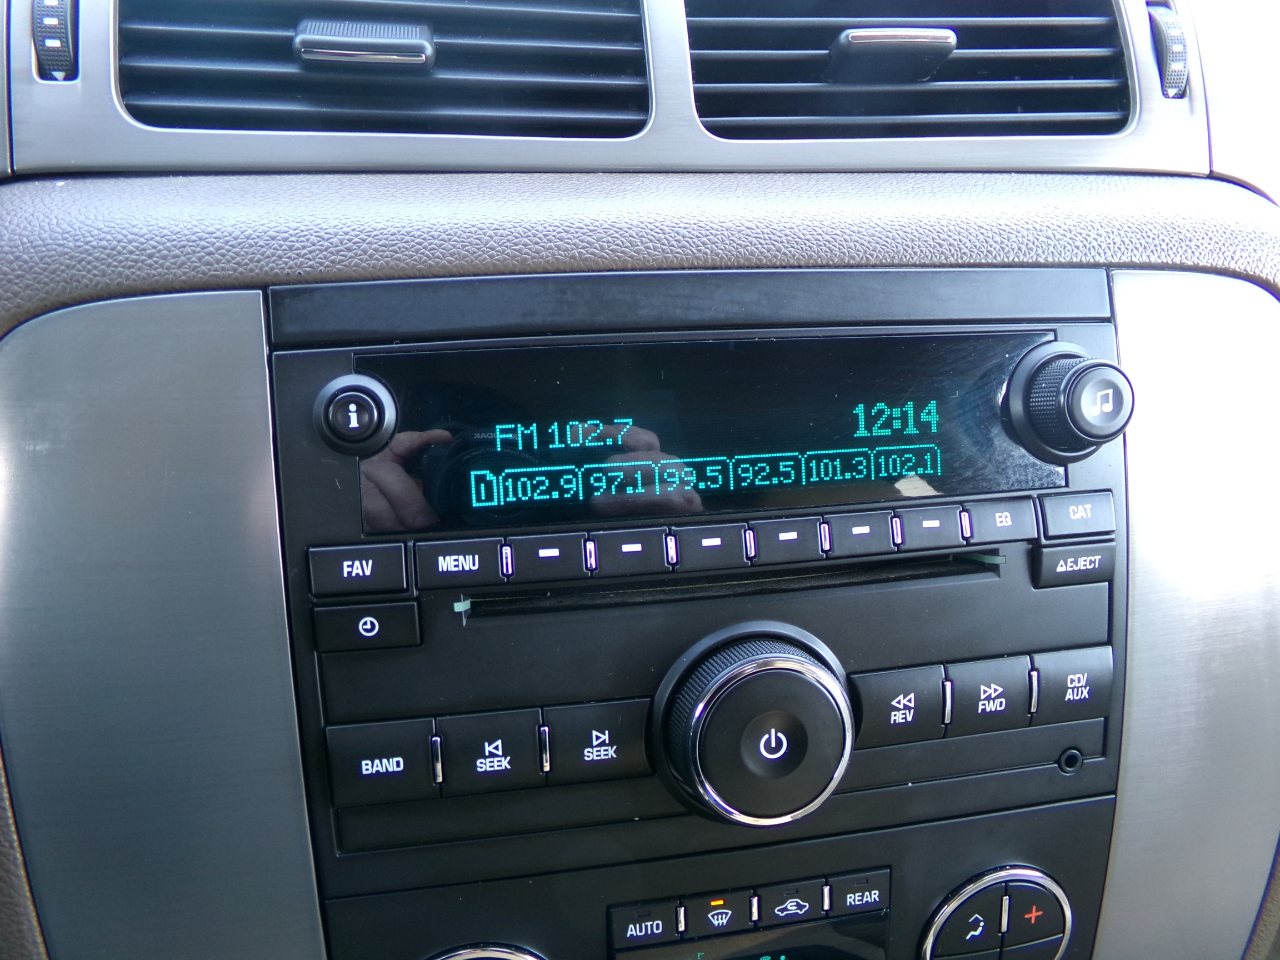 i
FM 102.7
12:14
1 102.9 97.1 99.5 92.5 101.3 102.1
FAV
MENU
EQ
CAT
EJECT
BAND
SEEK
SEEK
REV
FWD
CD/
AUX
AUTO
REAR
+